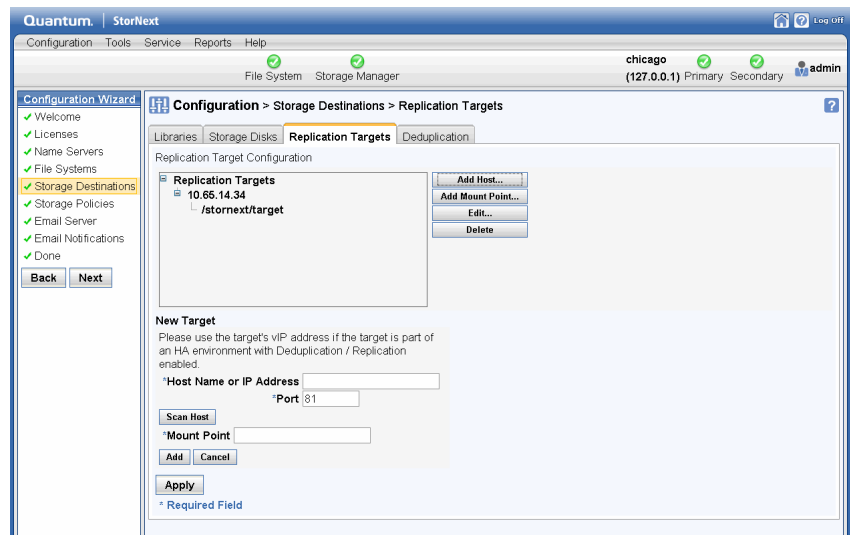 Quantum. StorNext
Log Off
Configuration Tools Service Reports Help
File System Storage Manager
chicago
(127.0.0.1) Primary Secondary
admin
Configuration Wizard
Welcome
Licenses
Name Servers
File Systems
Storage Destinations
Storage Policies
Email Server
Email Notifications
Done
Back Next
Configuration > Storage Destinations > Replication Targets
?
Libraries Storage Disks Replication Targets Deduplication
Replication Target Configuration
Replication Targets
10.65.14.34
/stornext/target
Add Host...
Add Mount Point...
Edit...
Delete
New Target
Please use the target's vIP address if the target is part of
an HA environment with Deduplication / Replication
enabled.
*Host Name or IP Address
*Port 81
Scan Host
*Mount Point
Add Cancel
Apply
* Required Field